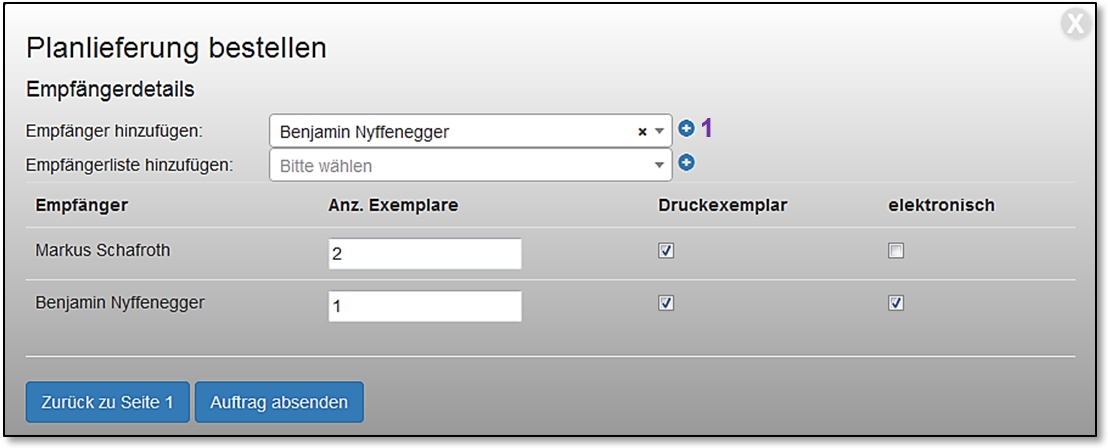 X
Planlieferung bestellen
Empfängerdetails
Empfänger hinzufügen: Benjamin Nyffenegger × 1
Empfängerliste hinzufügen: Bitte wählen
Empfänger Anz. Exemplare Druckexemplar elektronisch
Markus Schafroth 2
Benjamin Nyffenegger 1
Zurück zu Seite 1 Auftrag absenden